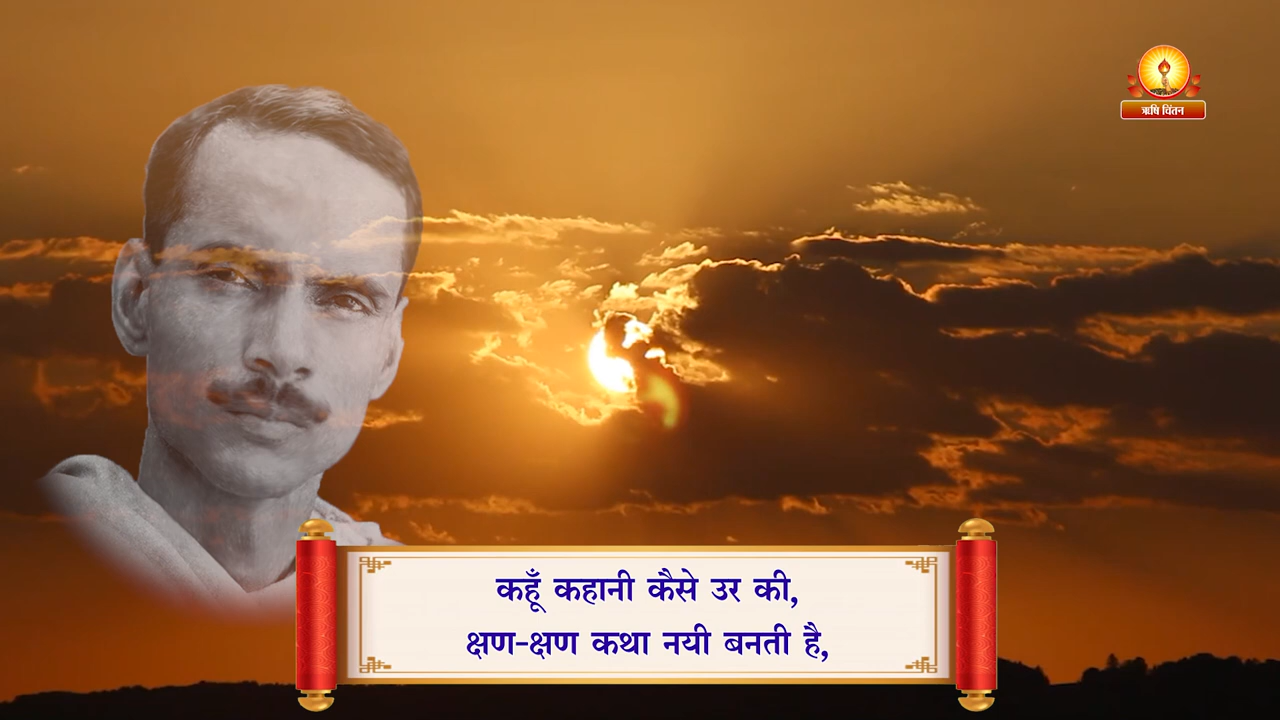 ऋषि चिंतन
कहूँ कहानी कैसे उर की,
क्षण-क्षण कथा नयी बनती है,